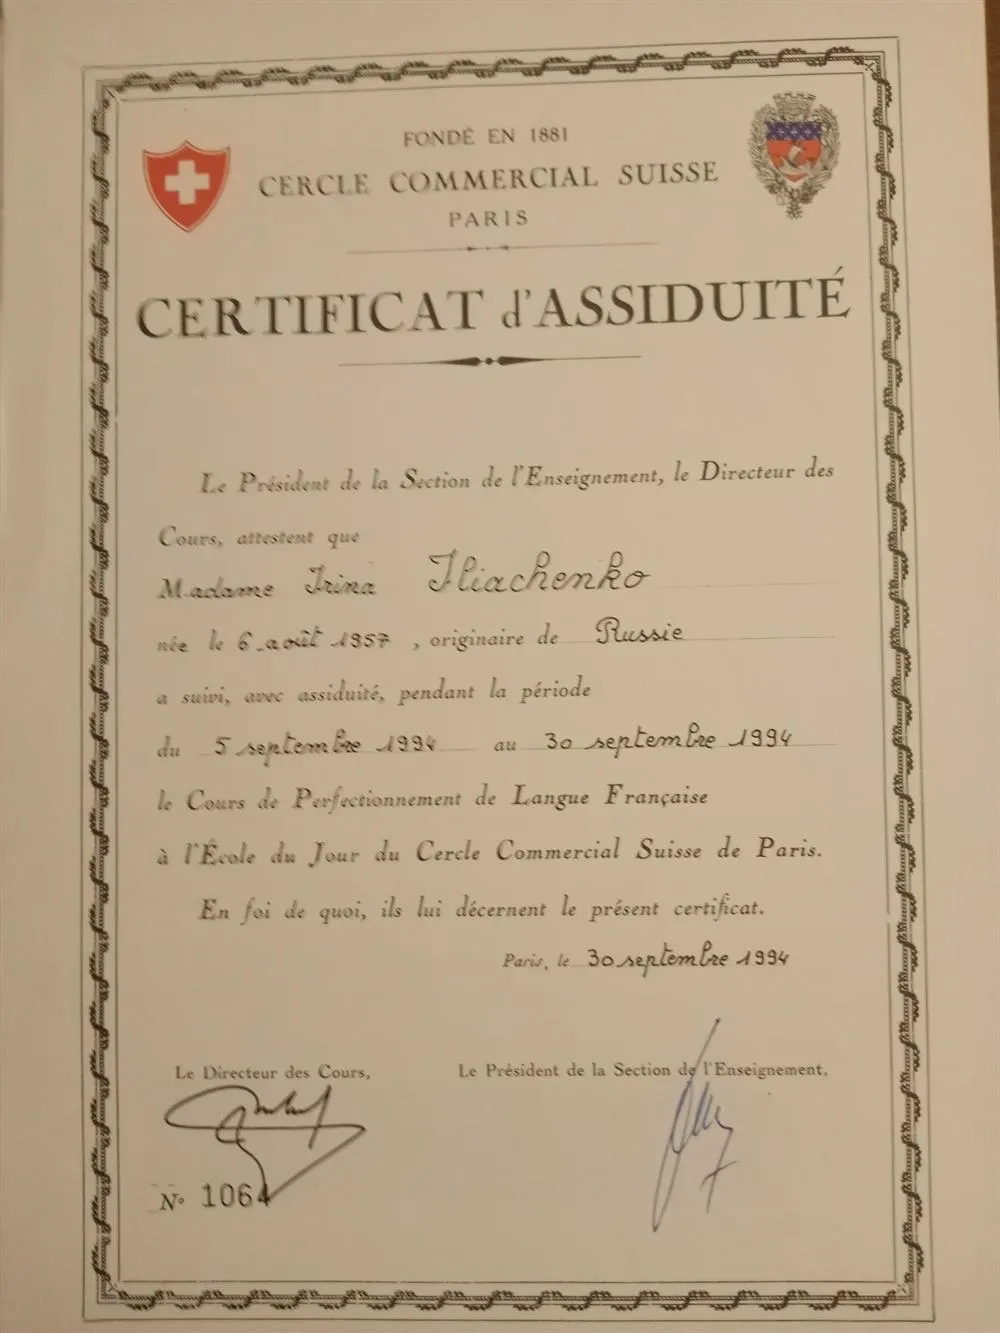 FONDÉ EN 1881
CERCLE COMMERCIAL SUISSE
PARIS
CERTIFICAT d'ASSIDUITÉ
Le Président de la Section de l'Enseignement, le Directeur des
Cours, attestent que
Madame Irina Iliachenko
née le 6 août 1957, originaire de Russie
a suivi, avec assiduité, pendant la période
du 5 septembre 1994 au 30 septembre 1994
le Cours de Perfectionnement de Langue Française
à l'École du Jour du Cercle Commercial Suisse de Paris.
En foi de quoi, ils lui décernent le présent certificat.
Paris, le 30 septembre 1994
Le Directeur des Cours, Le Président de la Section de l'Enseignement,
Nº 1064